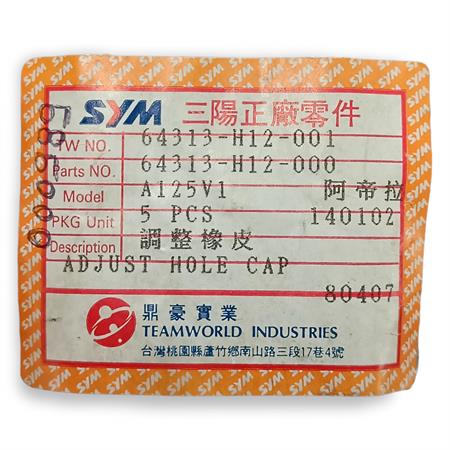 SYM 三陽正廠零件
TW NO. 64313-H12-001
Parts NO. 64313-H12-000
Model A125V1 阿帝拉
PKG Unit 5 PCS 140102
Description 調整橡皮
ADJUST HOLE CAP
80407
鼎豪實業
TEAMWORLD INDUSTRIES
台灣桃園縣蘆竹鄉南山路三段17巷4號